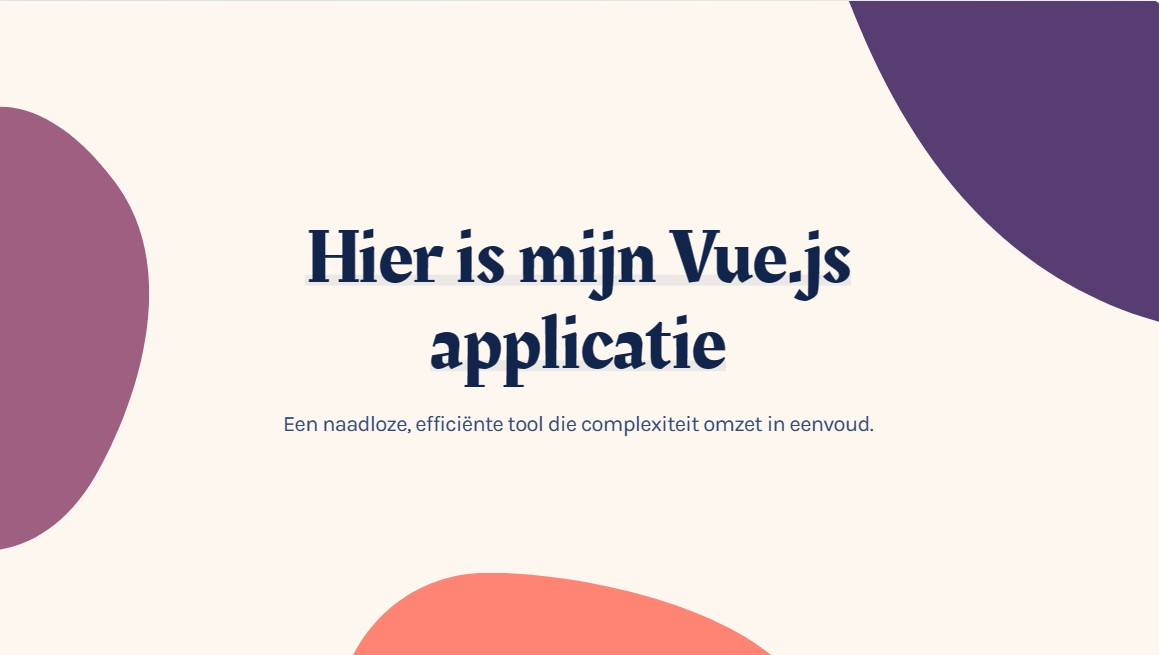 Hier is mijn Vue.js
applicatie
Een naadloze, efficiënte tool die complexiteit omzet in eenvoud.